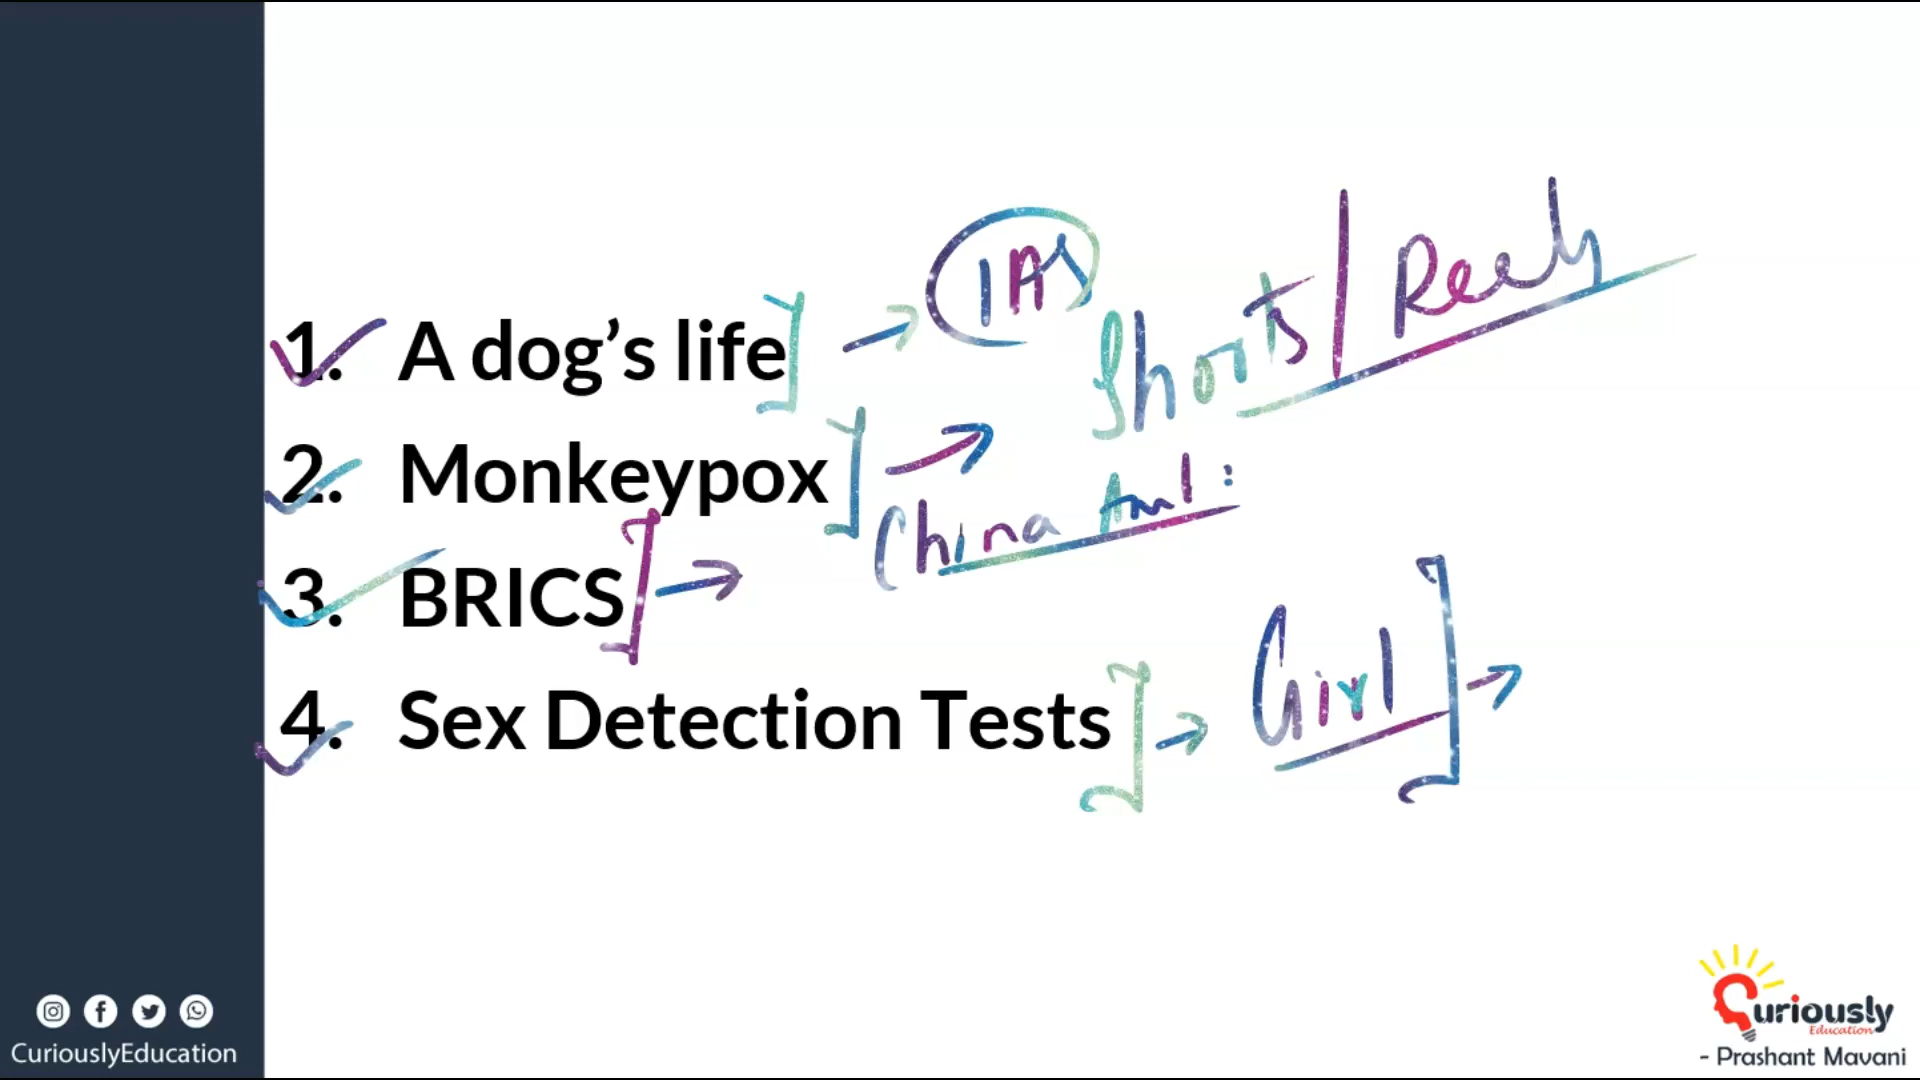 1. A dog's life
IAS
Shorts/Reels
2. Monkeypox
China
3. BRICS
4. Sex Detection Tests
Girl
CuriouslyEducation
Curiously
Education
- Prashant Mavani